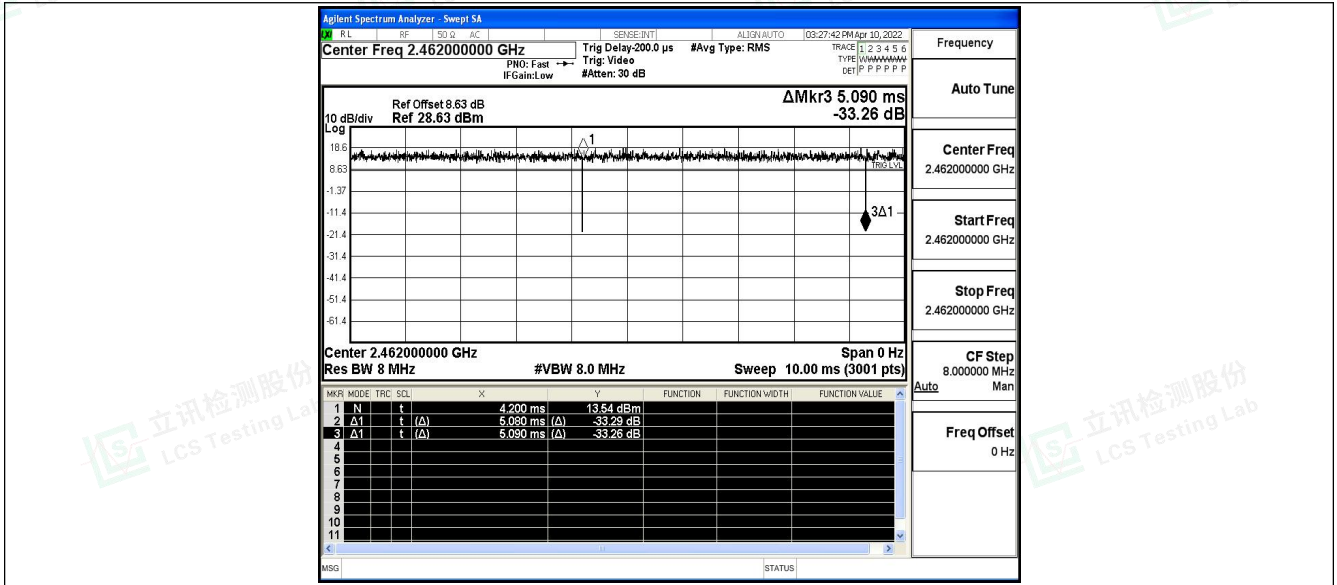 Agilent Spectrum Analyzer - Swept SA
LXI RL RF 50 Ω AC SENSE:INT ALIGN AUTO 03:27:42 PM Apr 10, 2022
Center Freq 2.462000000 GHz
PNO: Fast
IFGain:Low
Trig Delay-200.0 µs
Trig: Video
#Atten: 30 dB
#Avg Type: RMS
TRACE 1 2 3 4 5 6
TYPE WWWWWW
DET P P P P P P
Ref Offset 8.63 dB
10 dB/div Ref 28.63 dBm
ΔMkr3 5.090 ms
-33.26 dB
Log
18.6
8.63
-1.37
-11.4
-21.4
-31.4
-41.4
-51.4
-61.4
1
TRIG LVL
3Δ1
Center 2.462000000 GHz Span 0 Hz
Res BW 8 MHz #VBW 8.0 MHz Sweep 10.00 ms (3001 pts)
MKR MODE TRC SCL X Y FUNCTION FUNCTION WIDTH FUNCTION VALUE
1 N t 4.200 ms 13.54 dBm
2 Δ1 t (Δ) 5.080 ms (Δ) -33.29 dB
3 Δ1 t (Δ) 5.090 ms (Δ) -33.26 dB
4
5
6
7
8
9
10
11
MSG STATUS
Frequency
Auto Tune
Center Freq
2.462000000 GHz
Start Freq
2.462000000 GHz
Stop Freq
2.462000000 GHz
CF Step
8.000000 MHz
Auto Man
Freq Offset
0 Hz
立讯检测股份
LCS Testing Lab
立讯检测股份
LCS Testing Lab